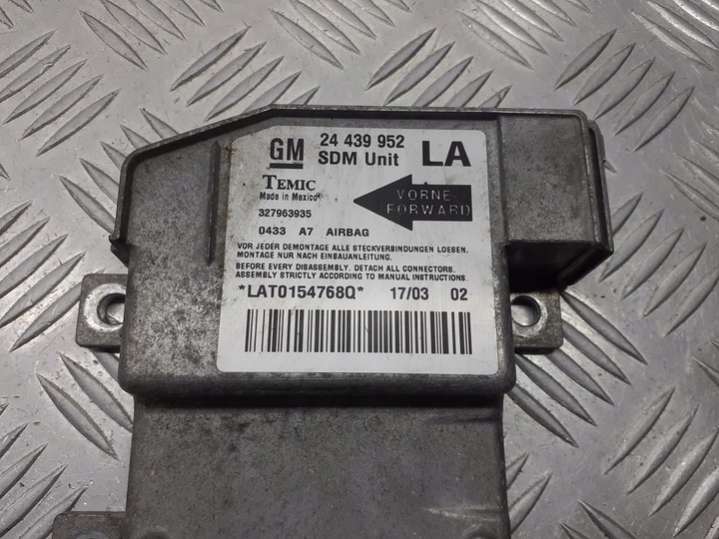 GM 24 439 952 LA
SDM Unit
TEMIC
Made in Mexico
VORNE
FORWARD
327963935
0433 A7 AIRBAG
VOR JEDER DEMONTAGE ALLE STECKVERBINDUNGEN LOESEN.
MONTAGE NUR NACH EINBAUANLEITUNG.
BEFORE EVERY DISASSEMBLY. DETACH ALL CONNECTORS.
ASSEMBLY STRICTLY ACCORDING TO MANUAL INSTRUCTIONS.
*LAT0154768Q* 17/03 02